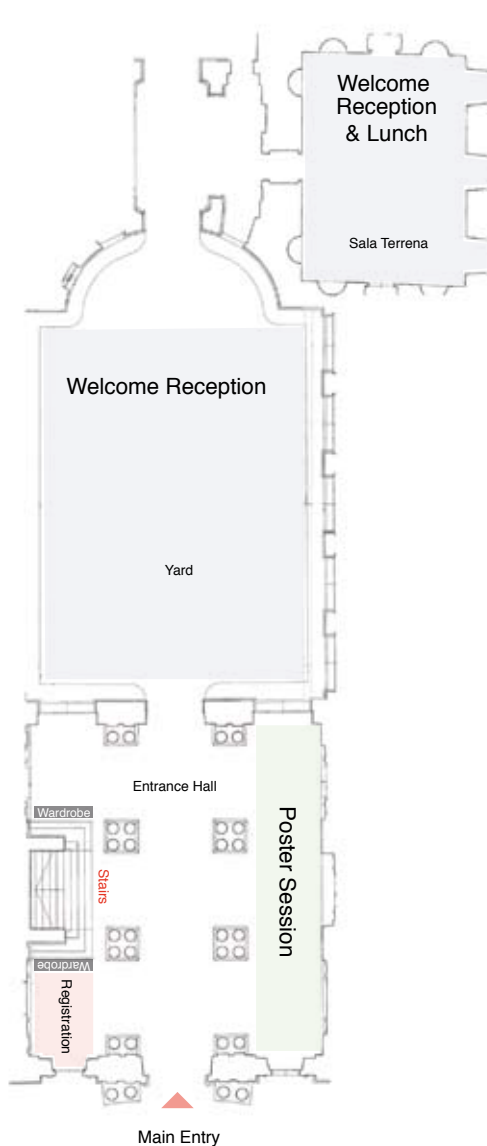 Welcome
Reception
& Lunch
Sala Terrena
Welcome Reception
Yard
Entrance Hall
Wardrobe
Poster Session
Stairs
Wardrobe
Registration
Main Entry